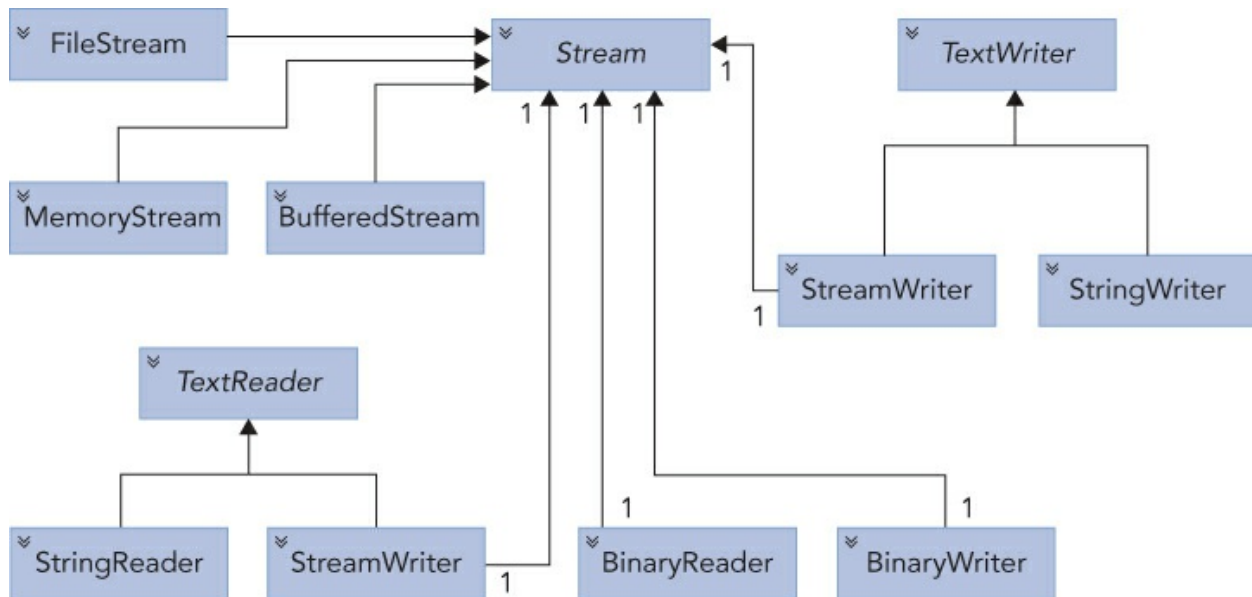 FileStream
Stream
TextWriter
1
1
1
1
MemoryStream
BufferedStream
StreamWriter
StringWriter
1
TextReader
1
1
StringReader
StreamWriter
BinaryReader
BinaryWriter
1